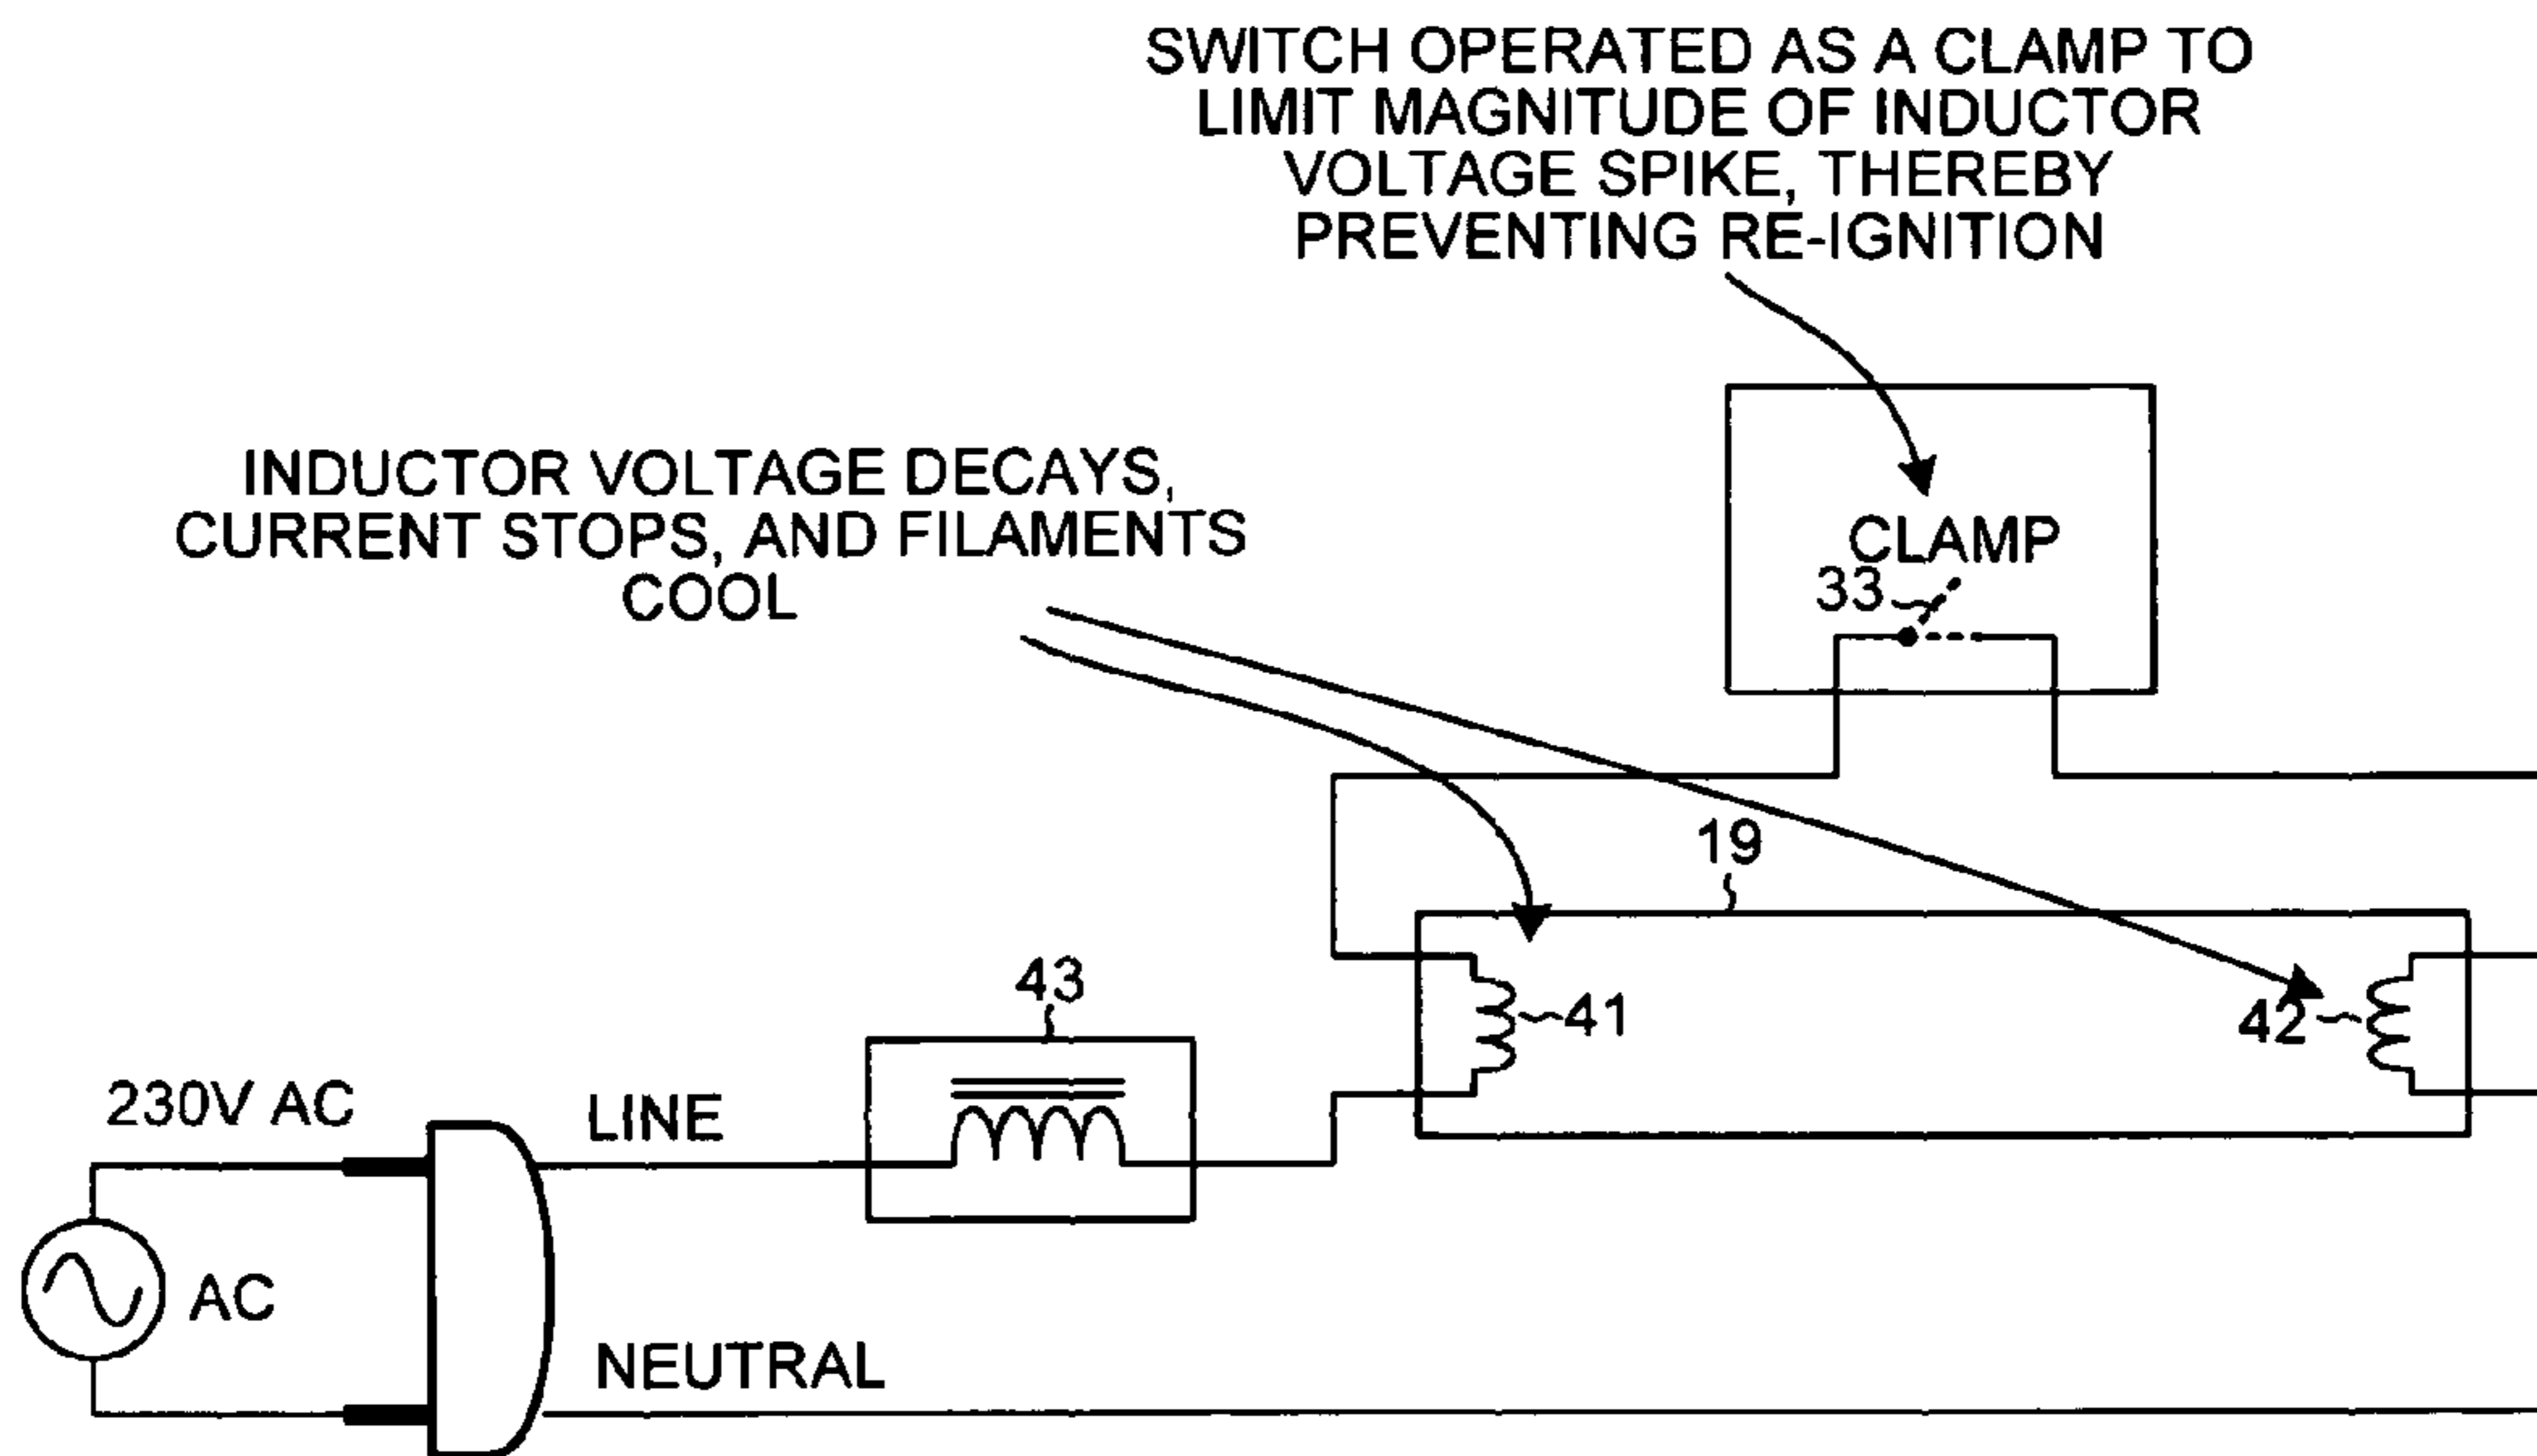 SWITCH OPERATED AS A CLAMP TO
LIMIT MAGNITUDE OF INDUCTOR
VOLTAGE SPIKE, THEREBY
PREVENTING RE-IGNITION
INDUCTOR VOLTAGE DECAYS,
CURRENT STOPS, AND FILAMENTS
COOL
CLAMP
33
19
43
41
42
230V AC
LINE
AC
NEUTRAL